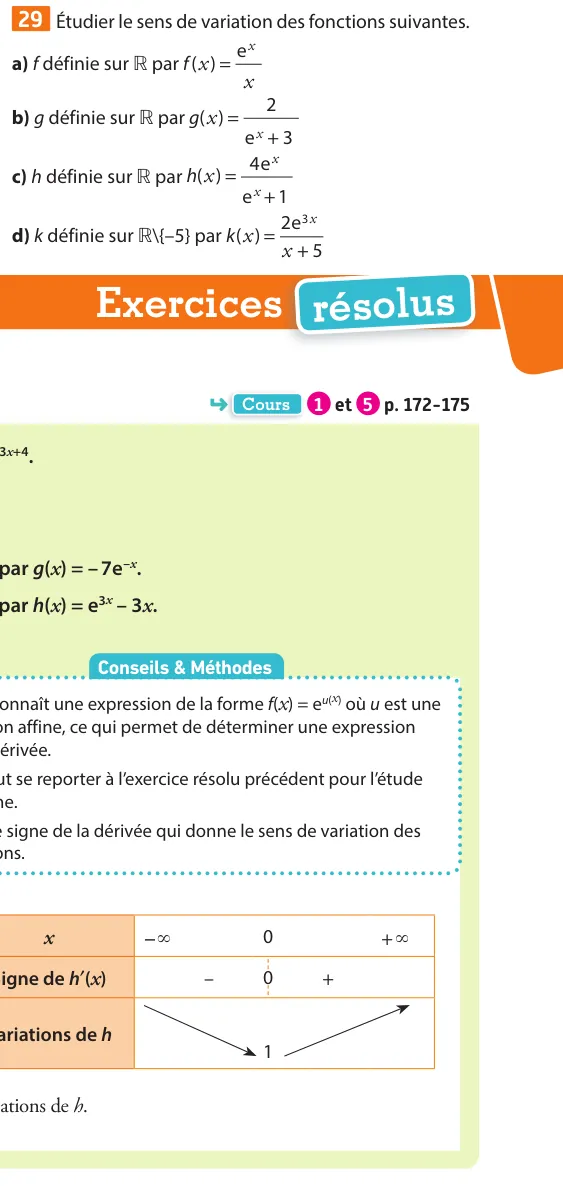 29 Étudier le sens de variation des fonctions suivantes.
a) f définie sur ℝ par f(x) = eˣ/x
b) g définie sur ℝ par g(x) = 2/(eˣ + 3)
c) h définie sur ℝ par h(x) = 4eˣ/(eˣ + 1)
d) k définie sur ℝ\{–5} par k(x) = 2e³ˣ/(x + 5)
Exercices résolus
Cours 1 et 5 p. 172-175
3x+4.
par g(x) = – 7e⁻ˣ.
par h(x) = e³ˣ – 3x.
Conseils & Méthodes
onnaît une expression de la forme f(x) = eᵘ⁽ˣ⁾ où u est une
on affine, ce qui permet de déterminer une expression
érivée.
ut se reporter à l'exercice résolu précédent pour l'étude
ne.
e signe de la dérivée qui donne le sens de variation des
ons.
x –∞ 0 +∞
igne de h′(x) – 0 +
ariations de h
1
ations de h.